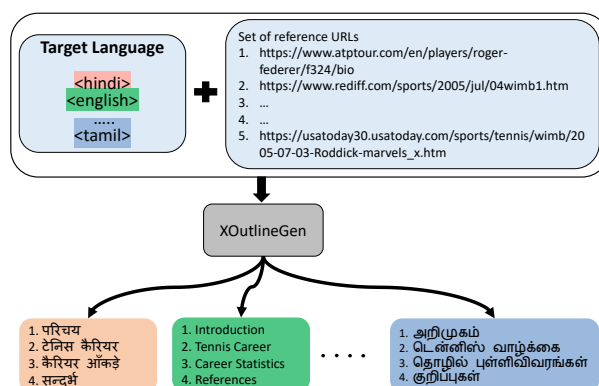 Target Language
<hindi>
<english>
.....
<tamil>
Set of reference URLs
1. https://www.atptour.com/en/players/roger-
federer/f324/bio
2. https://www.rediff.com/sports/2005/jul/04wimb1.htm
3. ...
4. ...
5. https://usatoday30.usatoday.com/sports/tennis/wimb/2
005-07-03-Roddick-marvels_x.htm
XOutlineGen
1. परिचय
2. टेनिस कैरियर
3. कैरियर आँकड़े
4. सन्दर्भ
1. Introduction
2. Tennis Career
3. Career Statistics
4. References
. . . .
1. அறிமுகம்
2. டென்னிஸ் வாழ்க்கை
3. தொழில் புள்ளிவிவரங்கள்
4. குறிப்புகள்